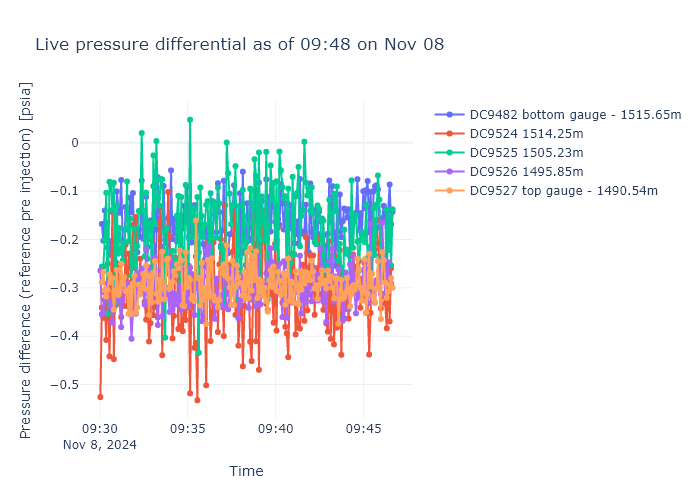 Live pressure differential as of 09:48 on Nov 08
Pressure difference (reference pre injection) [psia]
0
−0.1
−0.2
−0.3
−0.4
−0.5
09:30
Nov 8, 2024
09:35
09:40
09:45
Time
DC9482 bottom gauge - 1515.65m
DC9524 1514.25m
DC9525 1505.23m
DC9526 1495.85m
DC9527 top gauge - 1490.54m